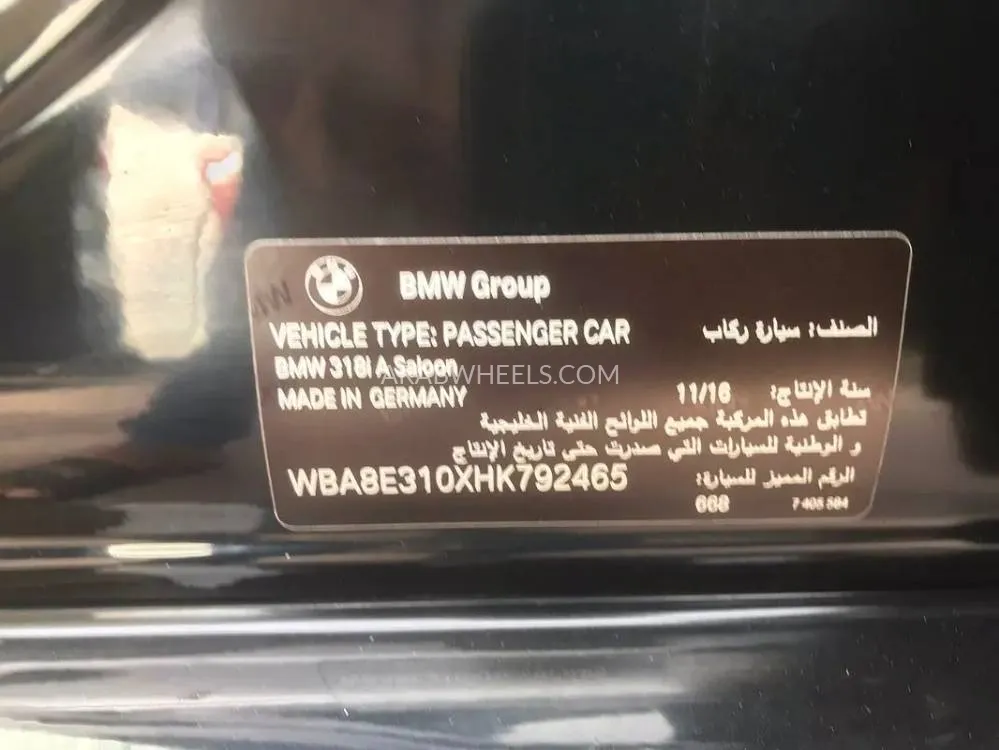 BMW Group
VEHICLE TYPE: PASSENGER CAR الصنف: سيارة ركاب
BMW 318i A Saloon
ARABWHEELS.COM
MADE IN GERMANY
سنة الإنتاج: 11/16
تطابق هذه المركبة جميع اللوائح الفنية الخليجية
و الوطنية للسيارات التي صدرت حتى تاريخ الإنتاج
WBA8E310XHK792465 الرقم المميز للسيارة:
668 7 405 584